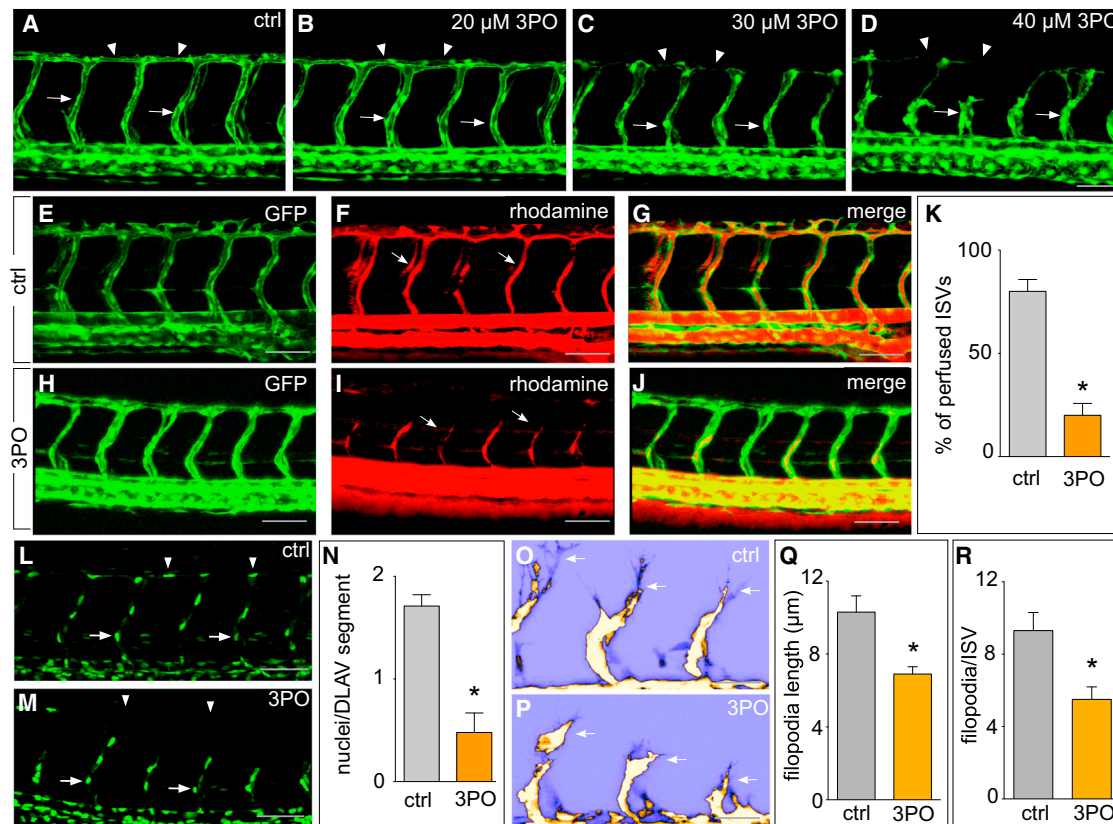 A
ctrl
B
20 µM 3PO
C
30 µM 3PO
D
40 µM 3PO
ctrl
E
GFP
F
rhodamine
G
merge
3PO
H
GFP
I
rhodamine
J
merge
K
% of perfused ISVs
100
50
0
*
ctrl
3PO
L
ctrl
M
3PO
N
nuclei/DLAV segment
2
1
0
*
ctrl
3PO
O
ctrl
P
3PO
Q
filopodia length (µm)
12
8
4
0
*
ctrl
3PO
R
filopodia/ISV
12
8
4
0
*
ctrl
3PO